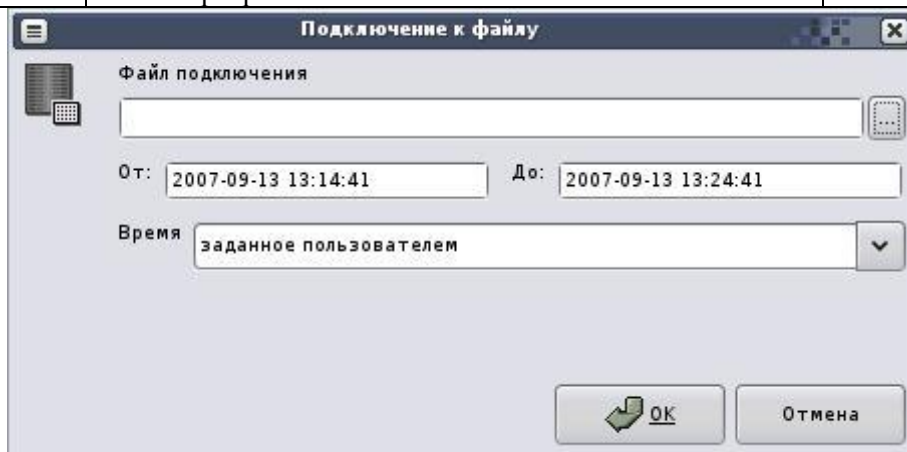 Подключение к файлу
Файл подключения
...
От: 2007-09-13 13:14:41 До: 2007-09-13 13:24:41
Время заданное пользователем
OK Отмена